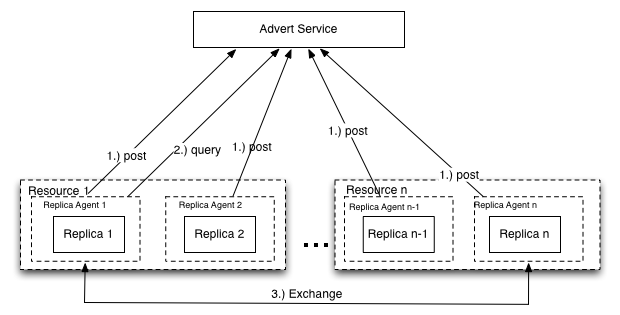 Advert Service
1.) post
2.) query
1.) post
1.) post
1.) post
Resource 1
Resource n
Replica Agent 1
Replica Agent 2
Replica Agent n-1
Replica Agent n
Replica 1
Replica 2
...
Replica n-1
Replica n
3.) Exchange